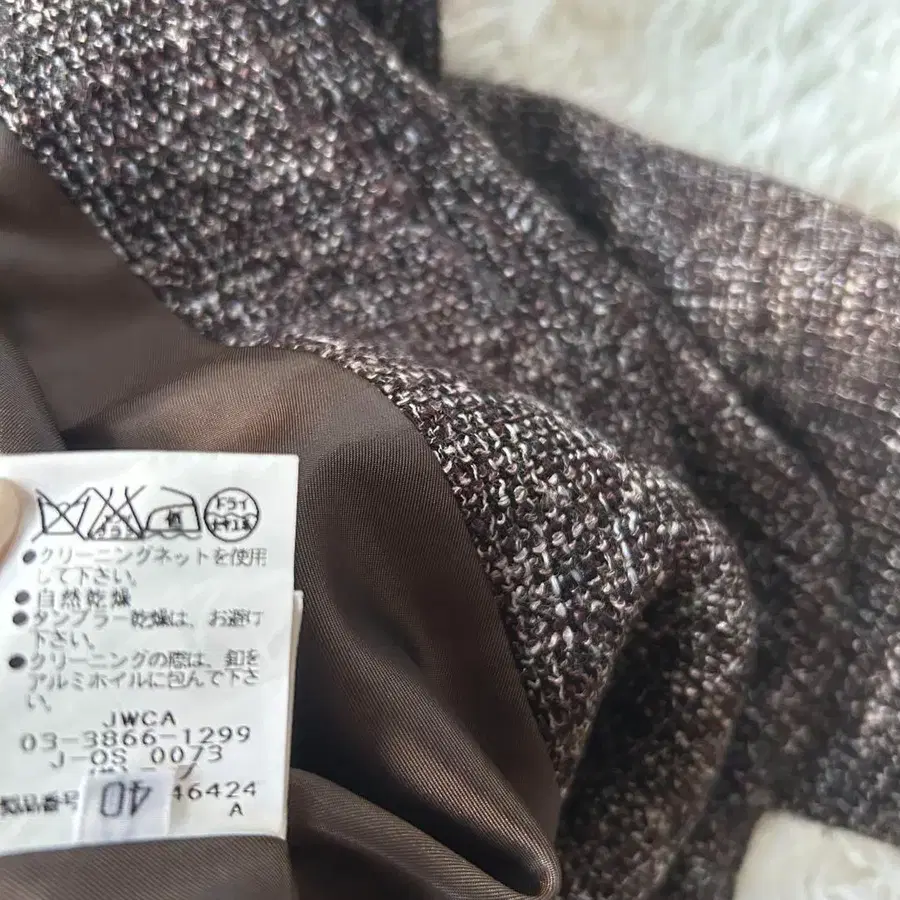 ドライ
●クリーニングネットを使用
して下さい。
●自然乾燥
●タンブラー乾燥は、お避け
下さい。
●クリーニングの際は、釦を
アルミホイルに包んで下さ
い。
JWCA
03-3866-1299
J-OS 0073
製品番号 46424
A
40